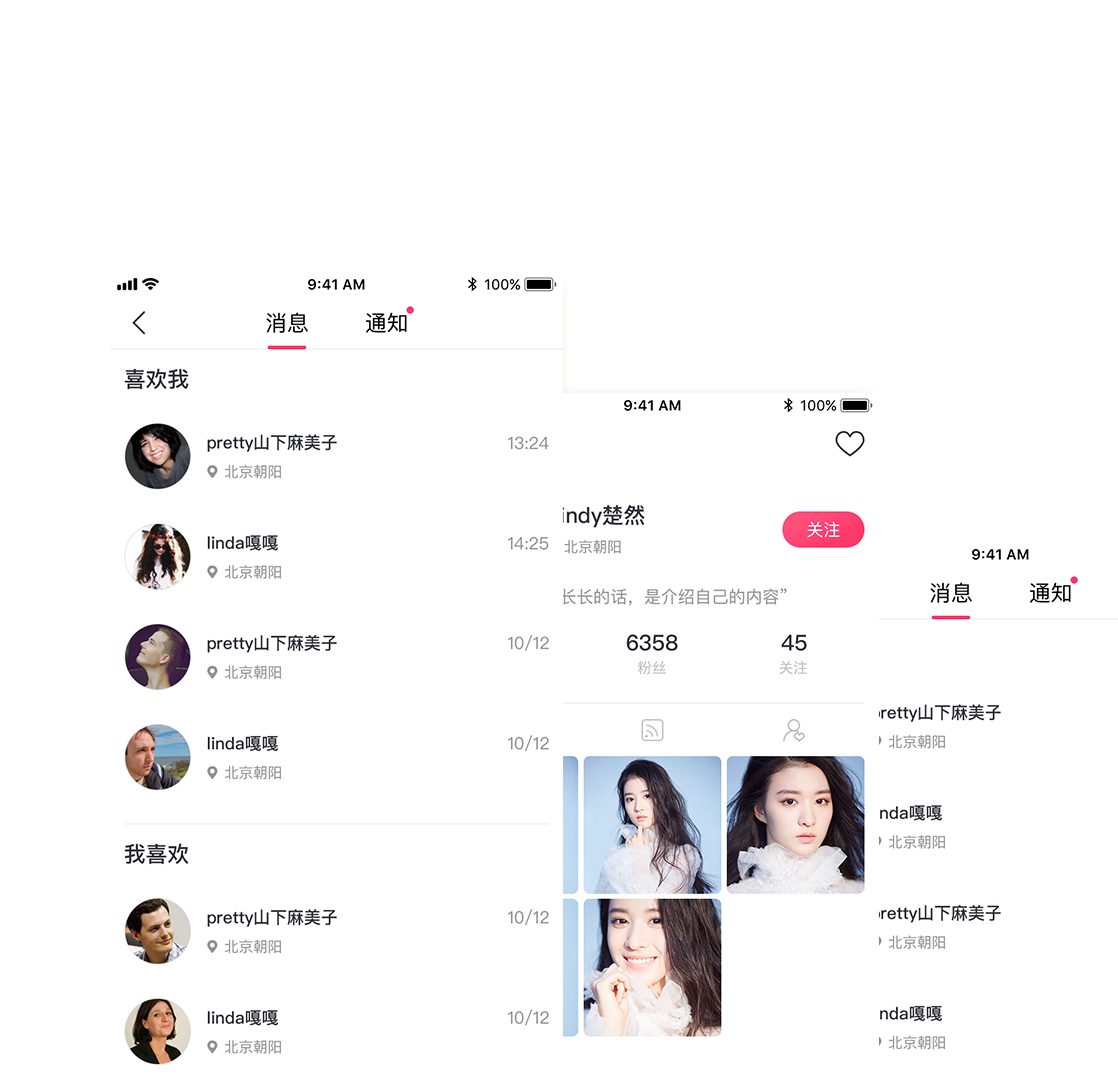 9:41 AM
100%
消息
通知
喜欢我
pretty山下麻美子
13:24
北京朝阳
linda嘎嘎
14:25
北京朝阳
pretty山下麻美子
10/12
北京朝阳
linda嘎嘎
10/12
北京朝阳
我喜欢
pretty山下麻美子
10/12
北京朝阳
linda嘎嘎
10/12
北京朝阳
9:41 AM
100%
indy楚然
关注
北京朝阳
长长的话，是介绍自己的内容”
6358
45
粉丝
关注
9:41 AM
消息
通知
retty山下麻美子
北京朝阳
nda嘎嘎
北京朝阳
retty山下麻美子
北京朝阳
nda嘎嘎
北京朝阳